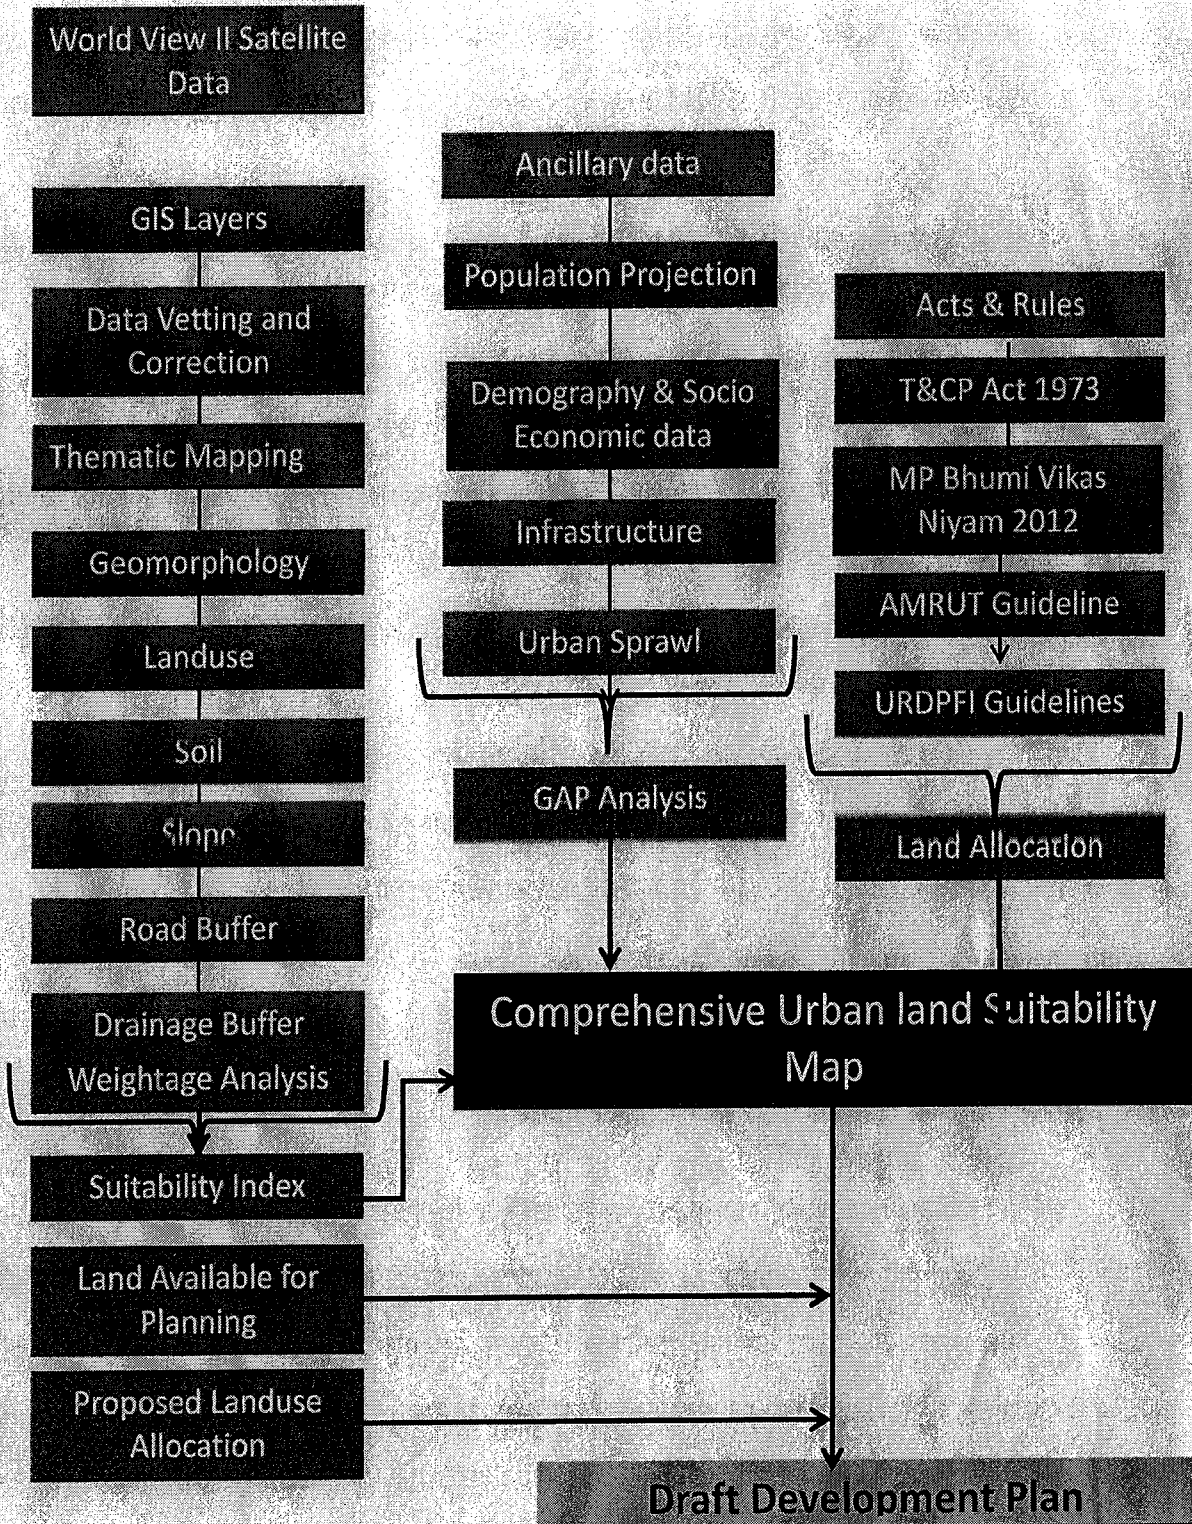 World View II Satellite
Data
GIS Layers
Data Vetting and
Correction
Thematic Mapping
Geomorphology
Landuse
Soil
Slope
Road Buffer
Drainage Buffer
Weightage Analysis
Suitability Index
Land Available for
Planning
Proposed Landuse
Allocation
Ancillary data
Population Projection
Demography & Socio
Economic data
Infrastructure
Urban Sprawl
GAP Analysis
Acts & Rules
T&CP Act 1973
MP Bhumi Vikas
Niyam 2012
AMRUT Guideline
URDPFI Guidelines
Land Allocation
Comprehensive Urban land Suitability
Map
Draft Development Plan